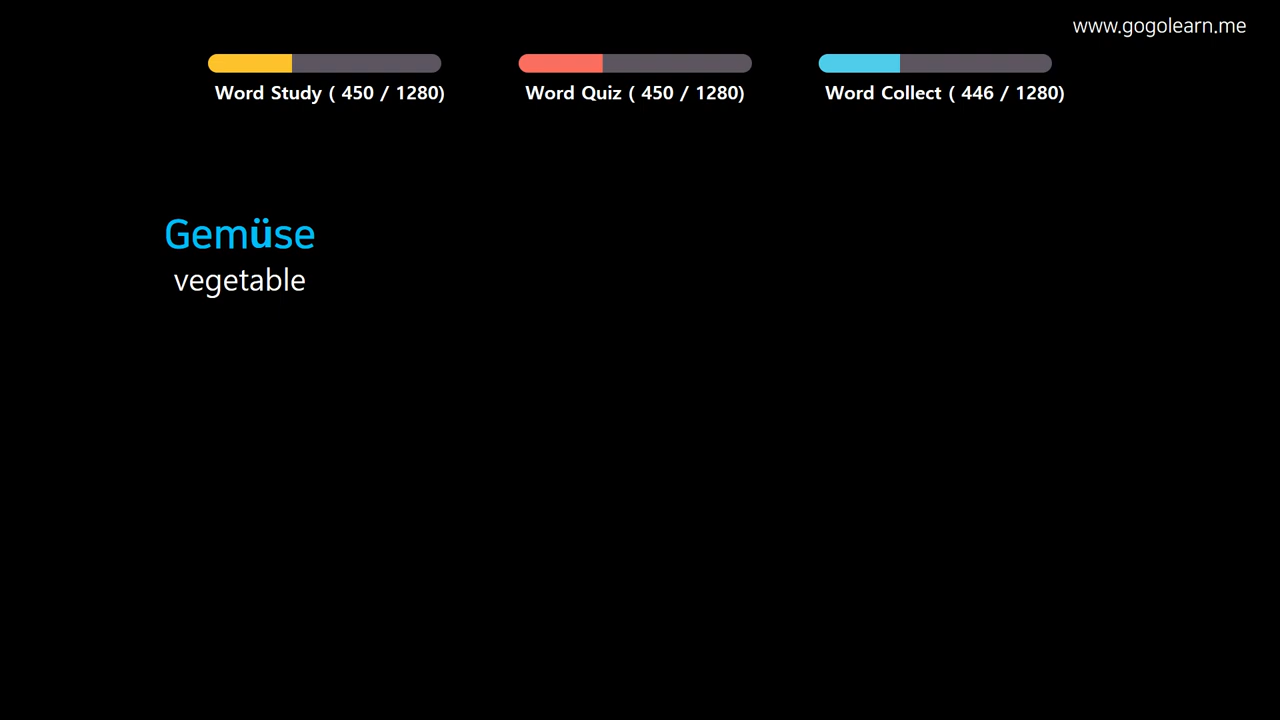 www.gogolearn.me
Word Study ( 450 / 1280)
Word Quiz ( 450 / 1280)
Word Collect ( 446 / 1280)
Gemüse
vegetable